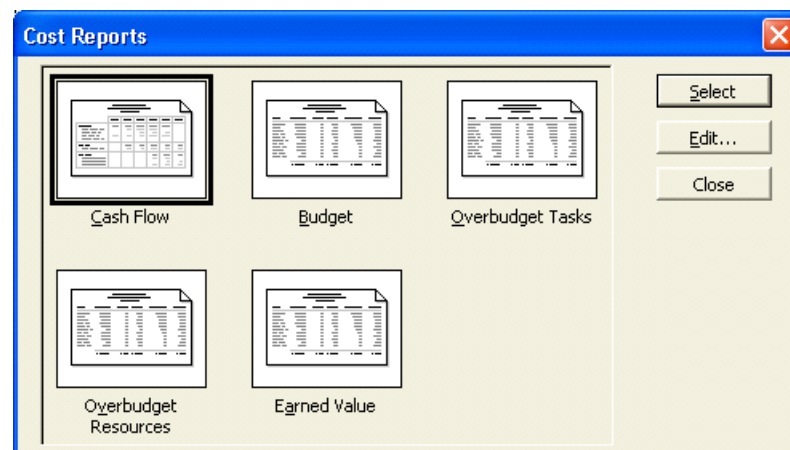 Cost Reports
Select
Edit...
Close
Cash Flow
Budget
Overbudget Tasks
Overbudget
Resources
Earned Value